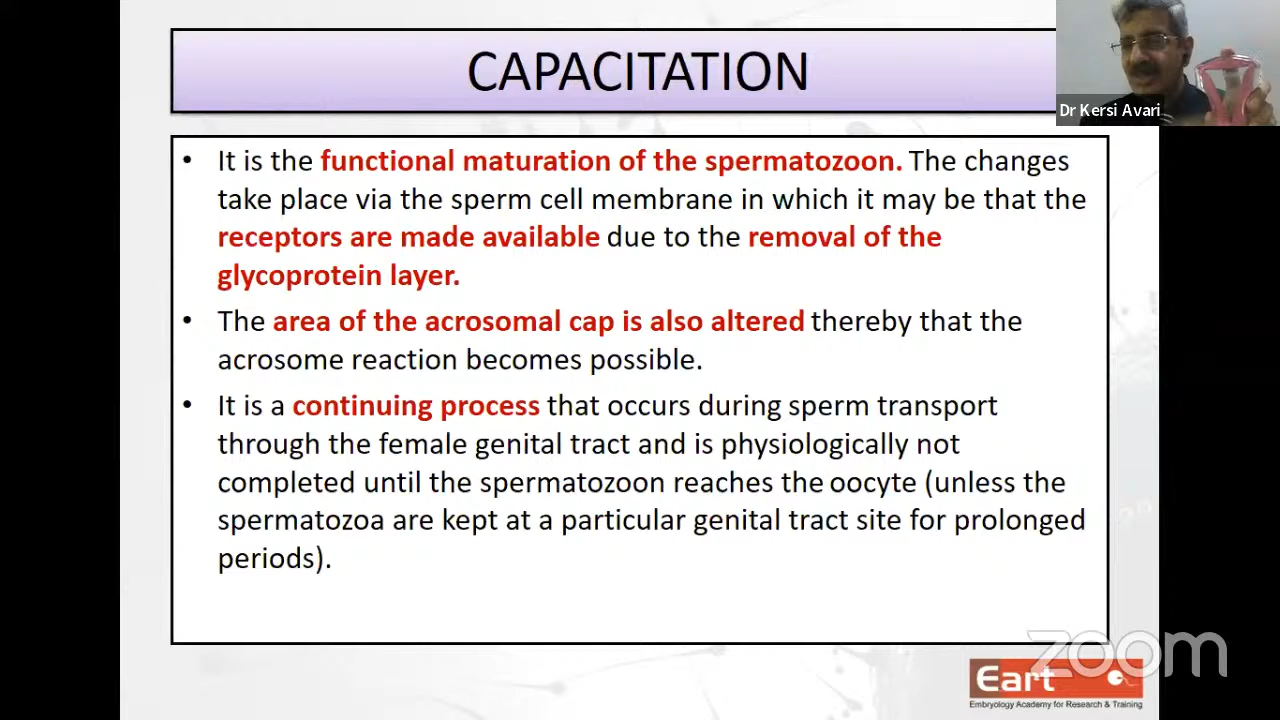 CAPACITATION
Dr Kersi Avari
• It is the functional maturation of the spermatozoon. The changes
take place via the sperm cell membrane in which it may be that the
receptors are made available due to the removal of the
glycoprotein layer.
• The area of the acrosomal cap is also altered thereby that the
acrosome reaction becomes possible.
• It is a continuing process that occurs during sperm transport
through the female genital tract and is physiologically not
completed until the spermatozoon reaches the oocyte (unless the
spermatozoa are kept at a particular genital tract site for prolonged
periods).
zoom
Eart
Embryology Academy for Research & Training